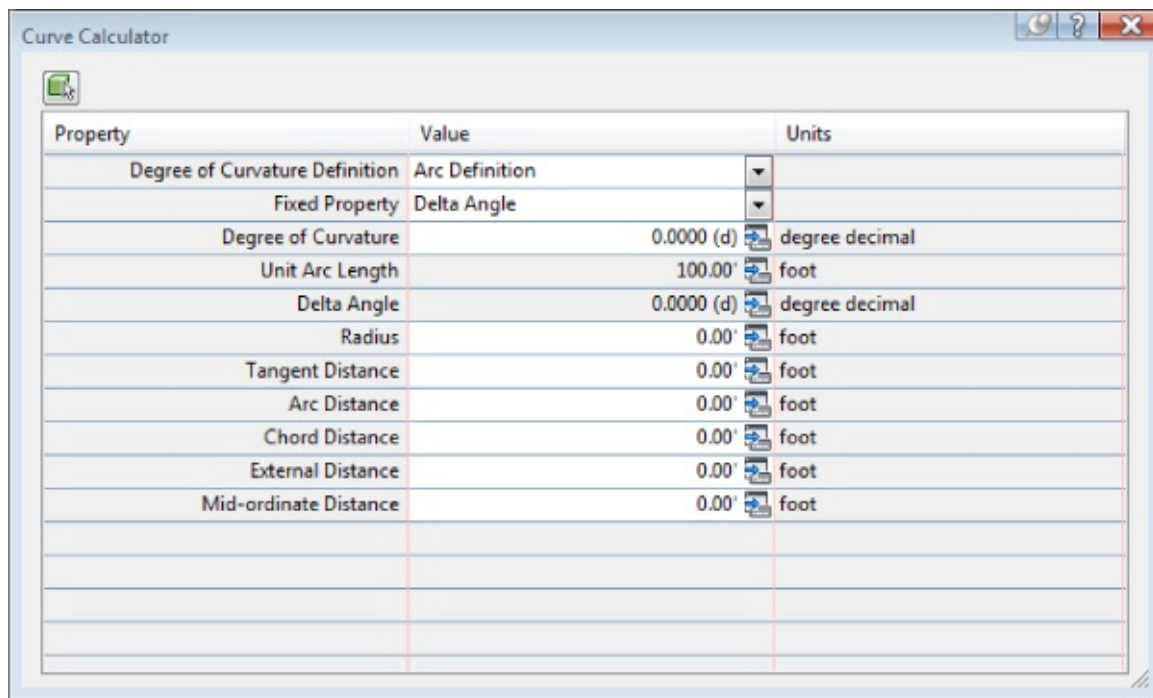 Curve Calculator
Property Value Units
Degree of Curvature Definition Arc Definition
Fixed Property Delta Angle
Degree of Curvature 0.0000 (d) degree decimal
Unit Arc Length 100.00' foot
Delta Angle 0.0000 (d) degree decimal
Radius 0.00' foot
Tangent Distance 0.00' foot
Arc Distance 0.00' foot
Chord Distance 0.00' foot
External Distance 0.00' foot
Mid-ordinate Distance 0.00' foot